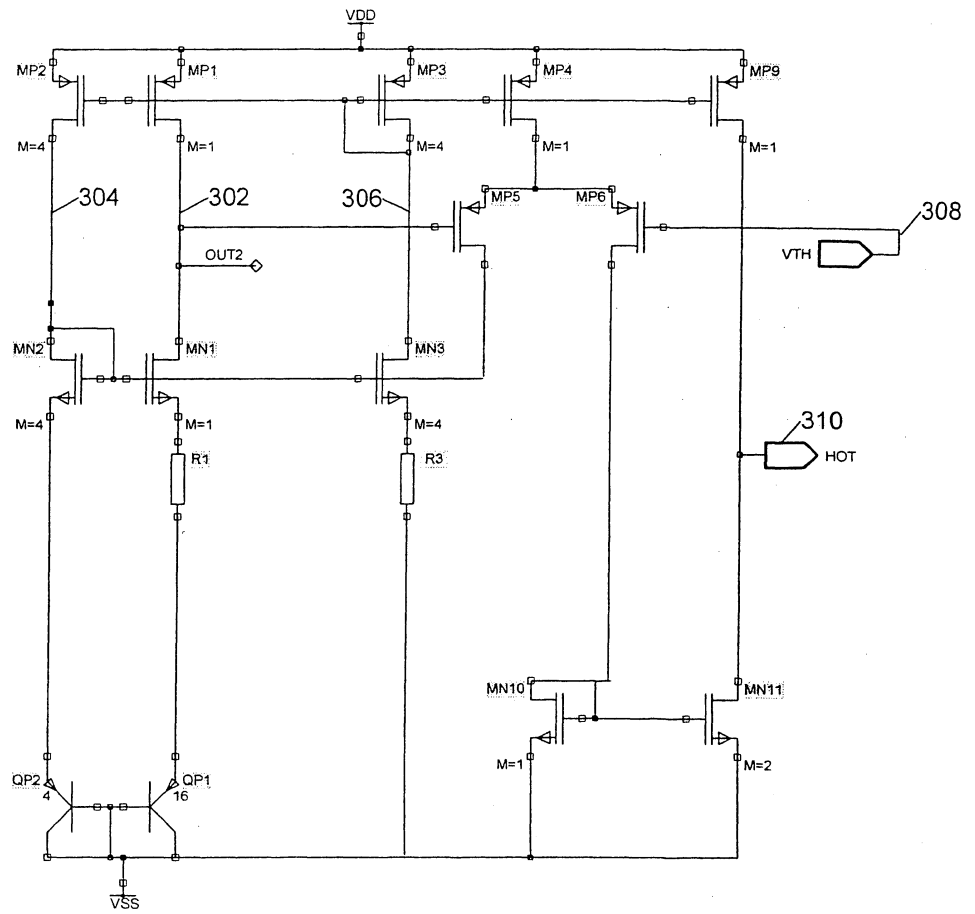 VDD
MP2 MP1 MP3 MP4 MP9
M=4 M=1 M=4 M=1 M=1
304 302 306 MP5 MP6 308
OUT2 VTH
MN2 MN1 MN3
M=4 M=1 M=4 310
R1 R3 HOT
MN10 MN11
M=1 M=2
QP2 QP1
4 16
VSS